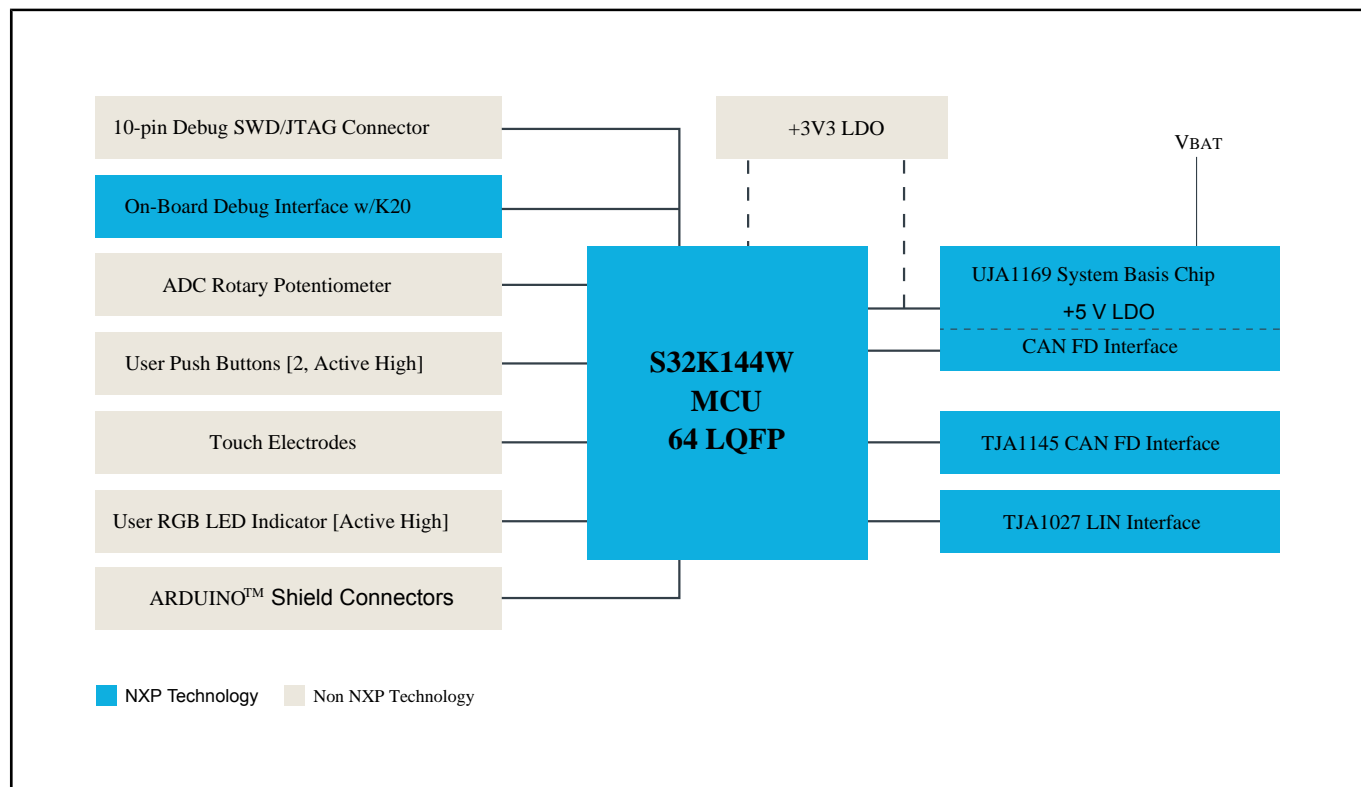 10-pin Debug SWD/JTAG Connector
On-Board Debug Interface w/K20
ADC Rotary Potentiometer
User Push Buttons [2, Active High]
Touch Electrodes
User RGB LED Indicator [Active High]
ARDUINO™ Shield Connectors
+3V3 LDO
S32K144W
MCU
64 LQFP
VBAT
UJA1169 System Basis Chip
+5 V LDO
CAN FD Interface
TJA1145 CAN FD Interface
TJA1027 LIN Interface
NXP Technology
Non NXP Technology